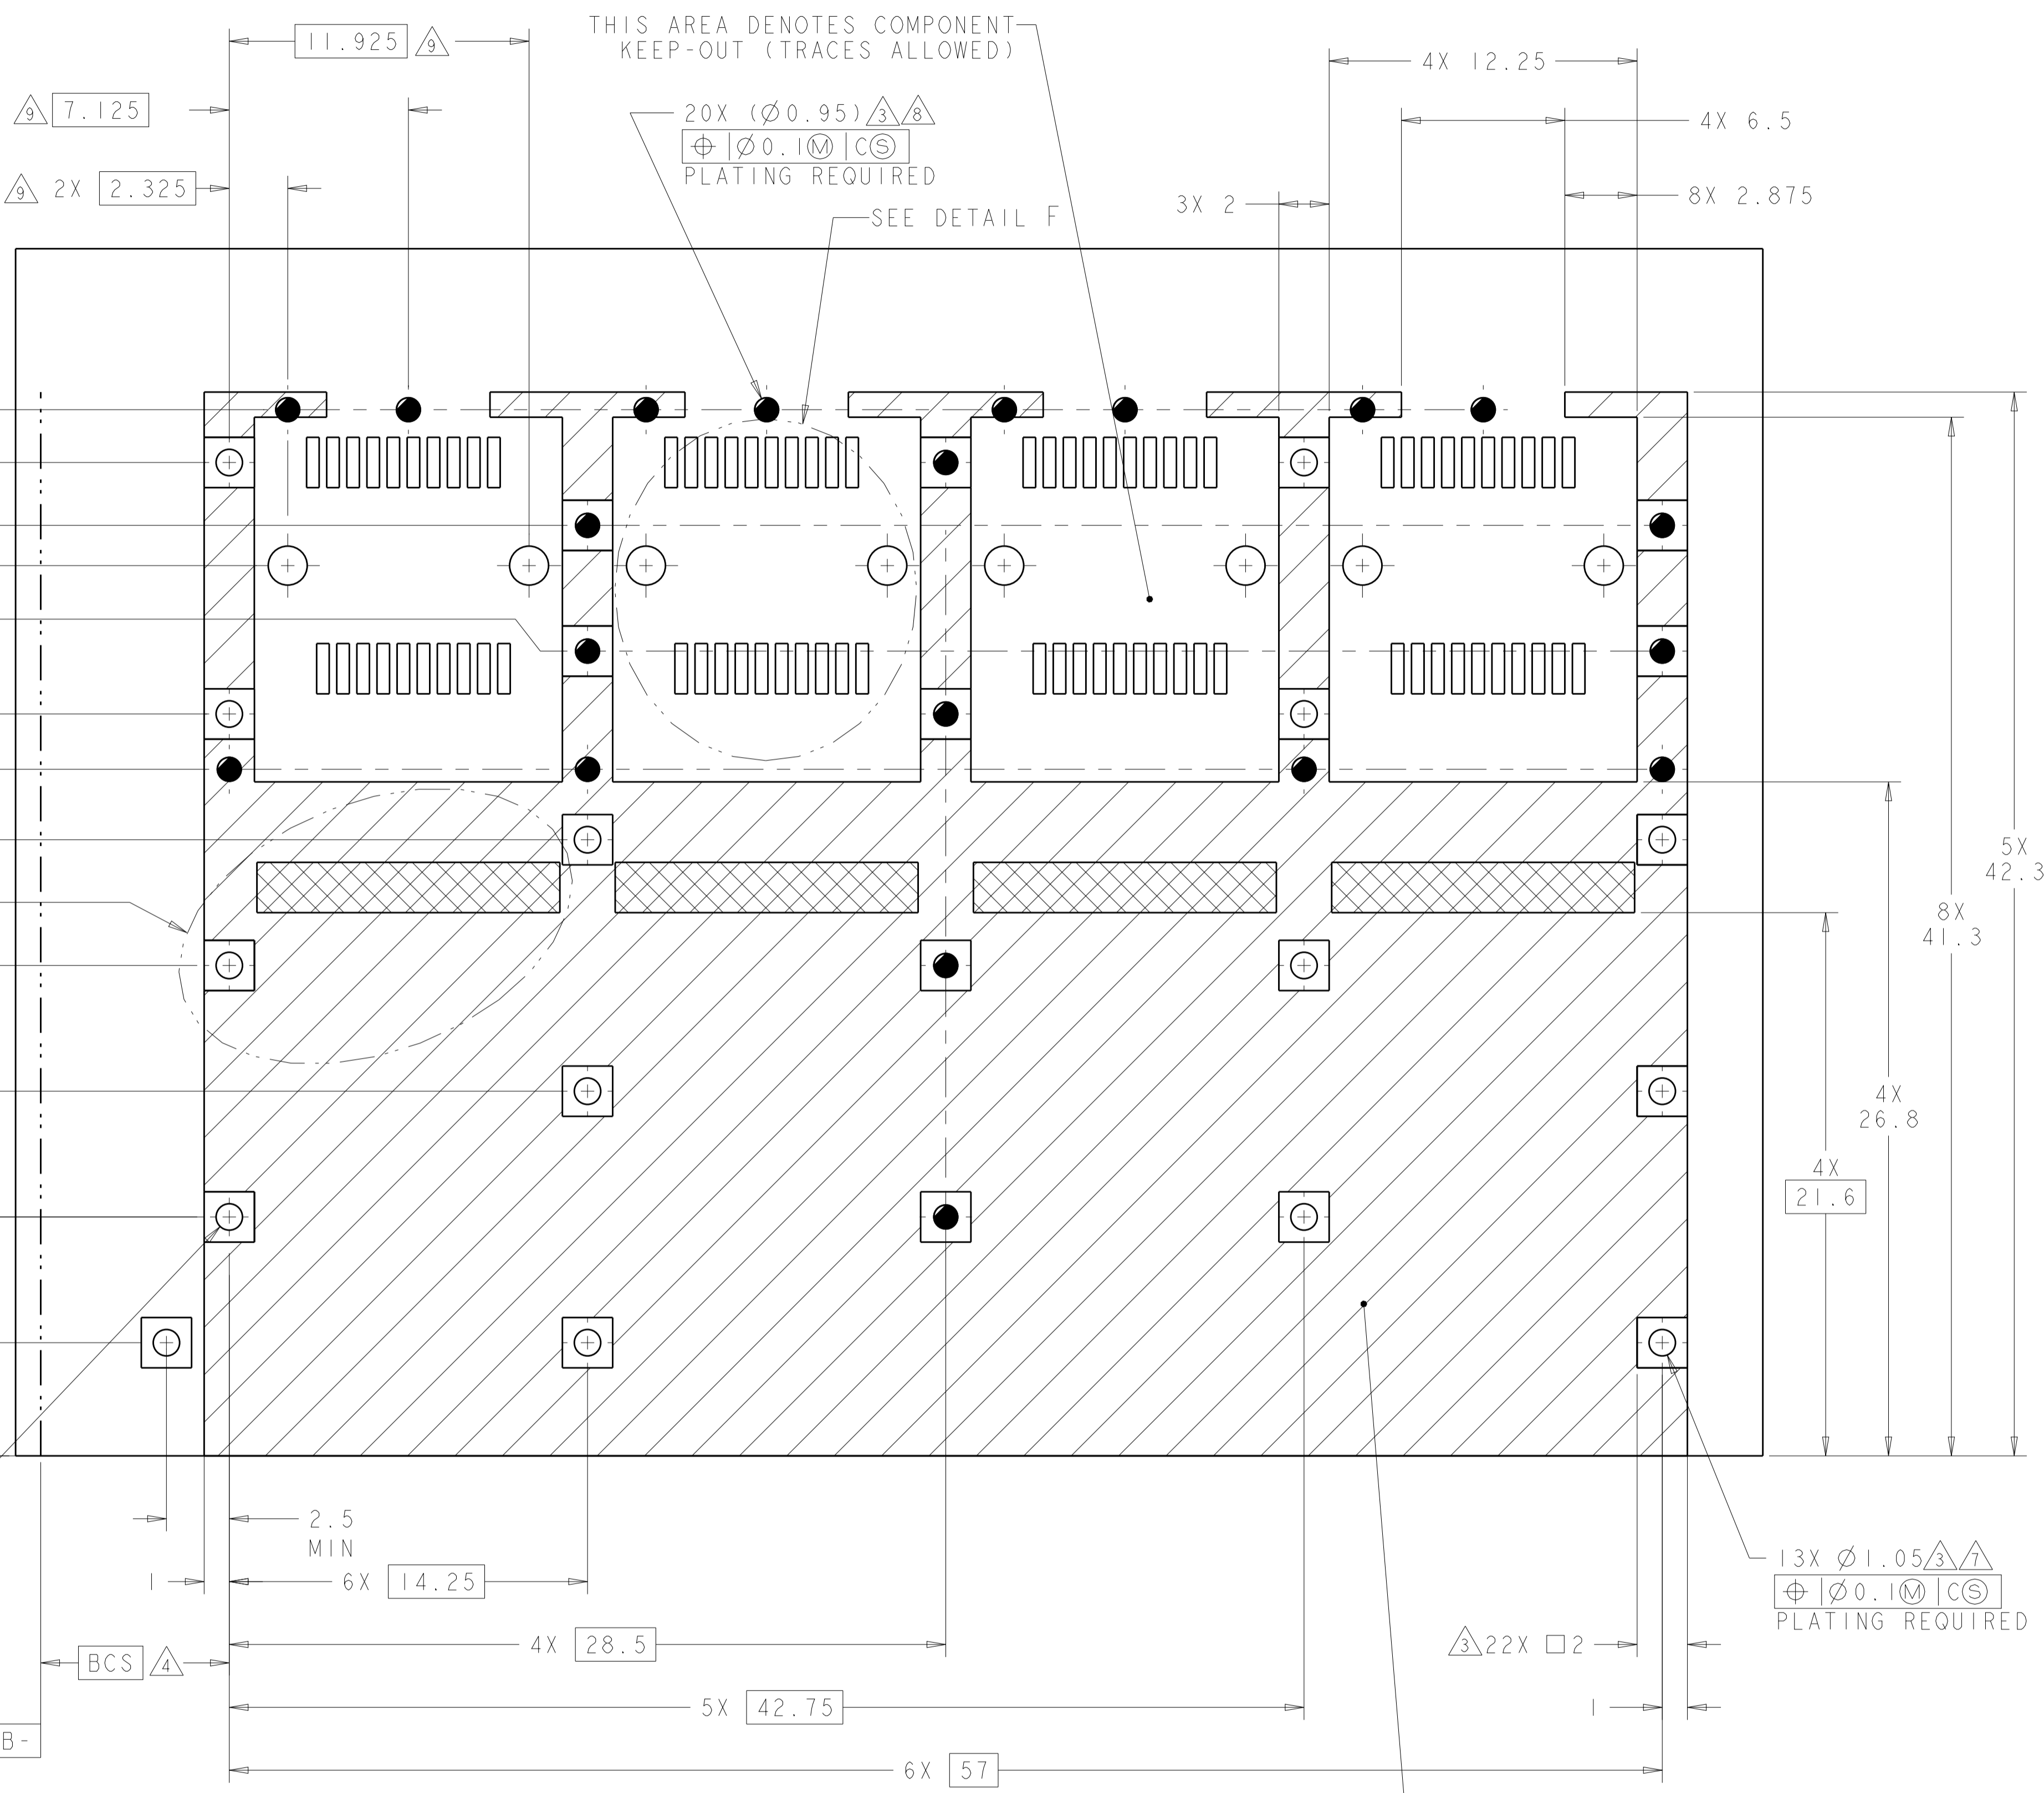 THIS AREA DENOTES COMPONENT
KEEP-OUT (TRACES ALLOWED)
11.925 9
4X 12.25
9 7.125
20X (Ø0.95) 3 8
⌖ Ø0.1Ⓜ CⓈ
PLATING REQUIRED
4X 6.5
9 2X 2.325
3X 2
8X 2.875
SEE DETAIL F
5X
42.3
8X
41.3
4X
26.8
4X
21.6
2.5
MIN
1
6X 14.25
13X Ø1.05 3 7
⌖ Ø0.1Ⓜ CⓈ
PLATING REQUIRED
4X 28.5
3 22X □2
BCS 4
5X 42.75
1
B-
6X 57